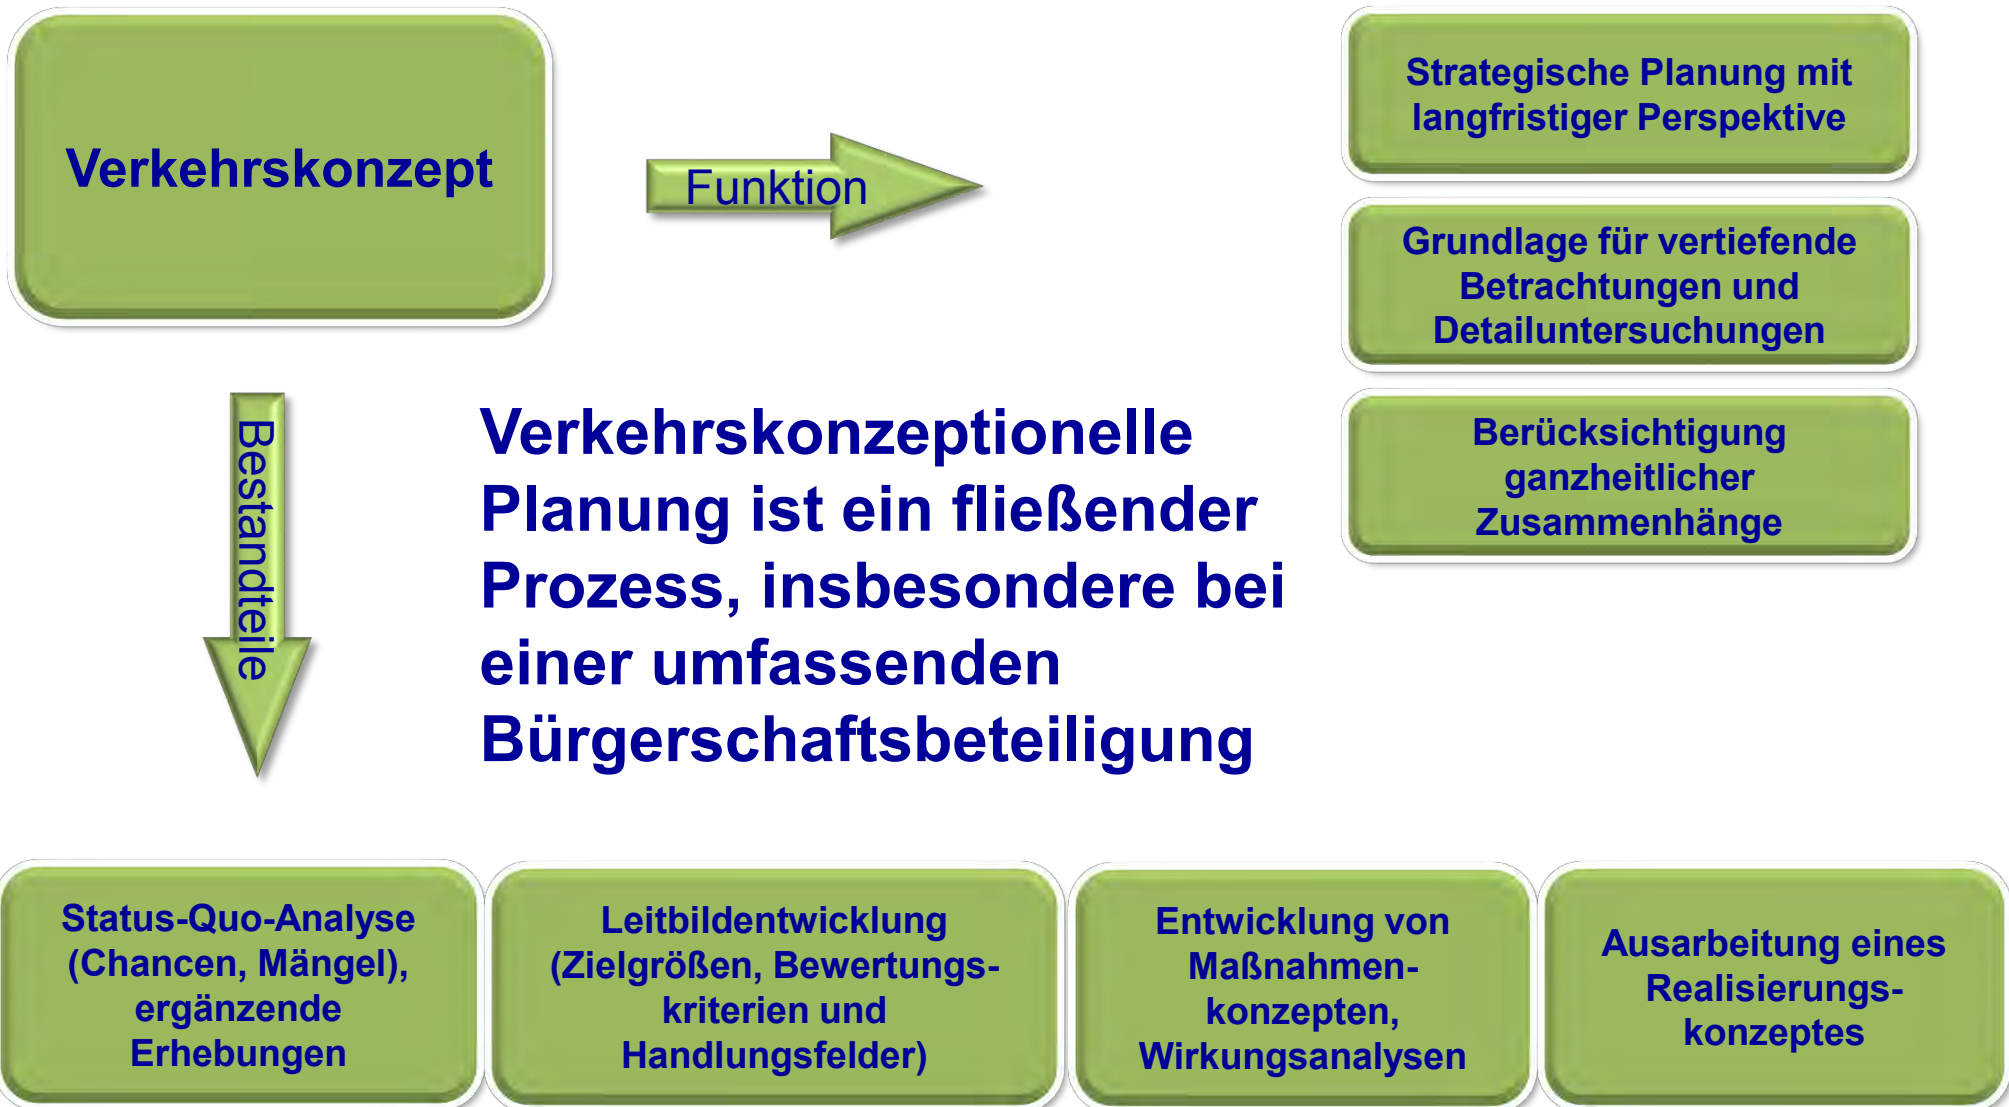 Verkehrskonzept
Funktion
Strategische Planung mit
langfristiger Perspektive
Grundlage für vertiefende
Betrachtungen und
Detailuntersuchungen
Berücksichtigung
ganzheitlicher
Zusammenhänge
Bestandteile
Verkehrskonzeptionelle
Planung ist ein fließender
Prozess, insbesondere bei
einer umfassenden
Bürgerschaftsbeteiligung
Status-Quo-Analyse
(Chancen, Mängel),
ergänzende
Erhebungen
Leitbildentwicklung
(Zielgrößen, Bewertungs-
kriterien und
Handlungsfelder)
Entwicklung von
Maßnahmen-
konzepten,
Wirkungsanalysen
Ausarbeitung eines
Realisierungs-
konzeptes